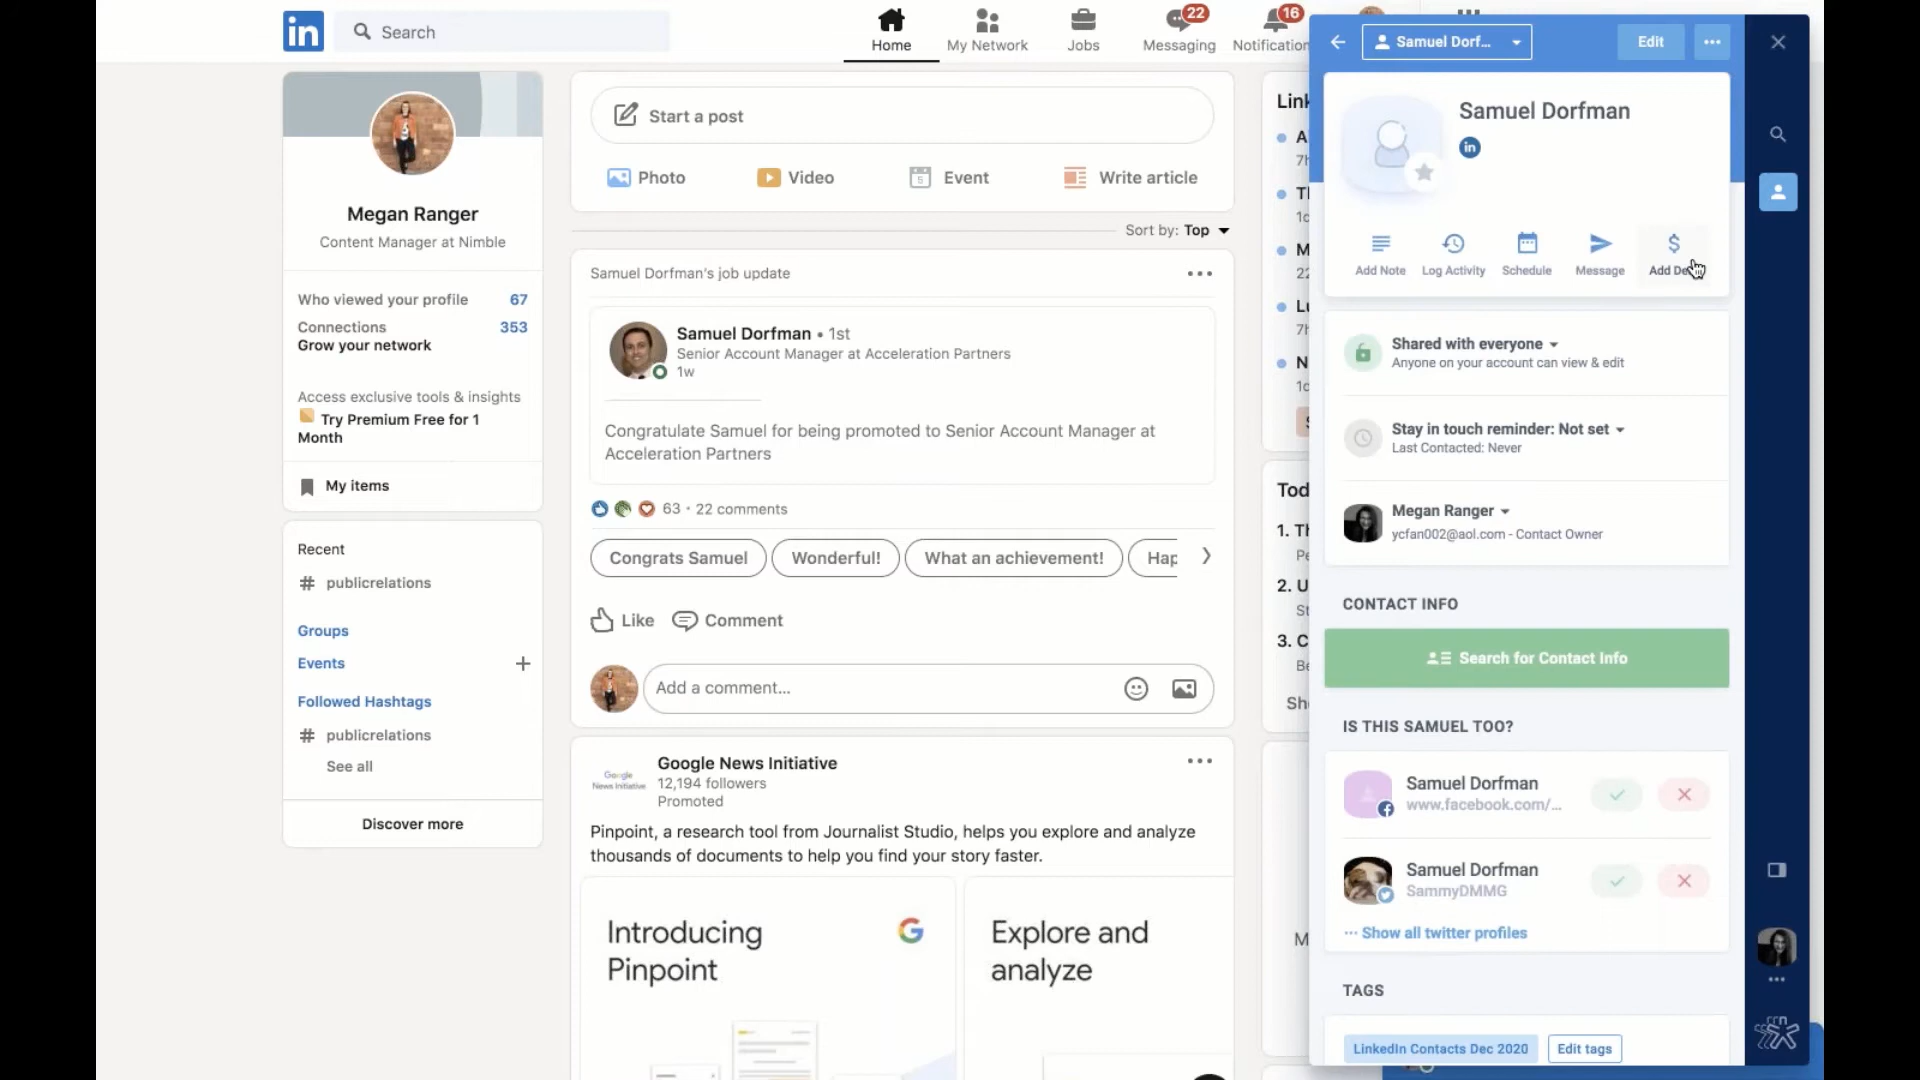 in
Search
Home
My Network
Jobs
22
Messaging
16
Megan Ranger
Content Manager at Nimble
Who viewed your profile 67
Connections 353
Grow your network
Access exclusive tools & insights
Try Premium Free for 1
Month
My items
Recent
# publicrelations
Groups
Events
Followed Hashtags
# publicrelations
See all
Discover more
Start a post
Photo
Video
Event
Write article
Sort by: Top
Samuel Dorfman's job update
Samuel Dorfman • 1st
Senior Account Manager at Acceleration Partners
1w
Congratulate Samuel for being promoted to Senior Account Manager at
Acceleration Partners
63 · 22 comments
Congrats Samuel
Wonderful!
What an achievement!
Like
Comment
Add a comment...
Google
News Initiative
Google News Initiative
12,194 followers
Promoted
Pinpoint, a research tool from Journalist Studio, helps you explore and analyze
thousands of documents to help you find your story faster.
Introducing
Pinpoint
G
Explore and
analyze
1.
2.
3.
Samuel Dorf...
Edit
Samuel Dorfman
in
Add Note
Log Activity
Schedule
Message
Add
Shared with everyone
Anyone on your account can view & edit
Stay in touch reminder: Not set
Last Contacted: Never
Megan Ranger
ycfan002@aol.com - Contact Owner
CONTACT INFO
Search for Contact Info
IS THIS SAMUEL TOO?
Samuel Dorfman
www.facebook.com/...
Samuel Dorfman
SammyDMMG
··· Show all twitter profiles
TAGS
LinkedIn Contacts Dec 2020
Edit tags